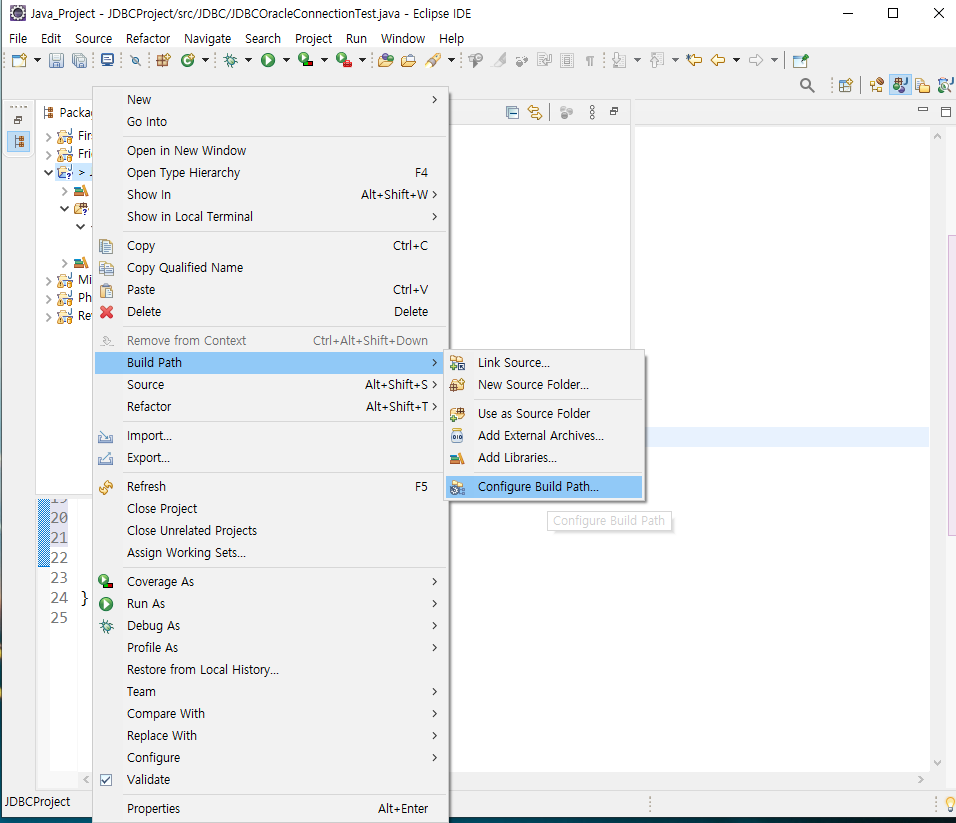 Java_Project - JDBCProject/src/JDBC/JDBCOracleConnectionTest.java - Eclipse IDE
File Edit Source Refactor Navigate Search Project Run Window Help
Packa
Fir
Fri
> .
Mi
Ph
Re
New
Go Into
Open in New Window
Open Type Hierarchy F4
Show In Alt+Shift+W
Show in Local Terminal
Copy Ctrl+C
Copy Qualified Name
Paste Ctrl+V
Delete Delete
Remove from Context Ctrl+Alt+Shift+Down
Build Path
Source Alt+Shift+S
Refactor Alt+Shift+T
Import...
Export...
Refresh F5
Close Project
Close Unrelated Projects
Assign Working Sets...
Coverage As
Run As
Debug As
Profile As
Restore from Local History...
Team
Compare With
Replace With
Configure
Validate
Properties Alt+Enter
Link Source...
New Source Folder...
Use as Source Folder
Add External Archives...
Add Libraries...
Configure Build Path...
Configure Build Path
19
20
21
22
23
24 }
25
JDBCProject